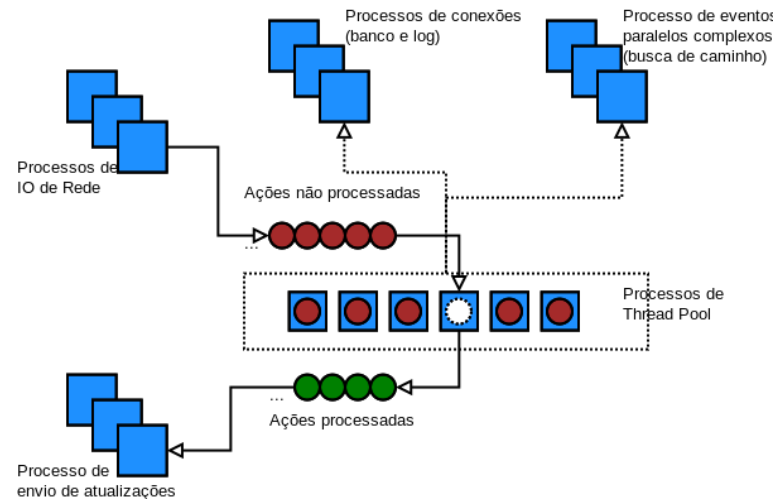 Processos de conexões
(banco e log)
Processo de eventos
paralelos complexos
(busca de caminho)
Processos de
IO de Rede
Ações não processadas
...
Processos de
Thread Pool
...
Ações processadas
Processo de
envio de atualizações